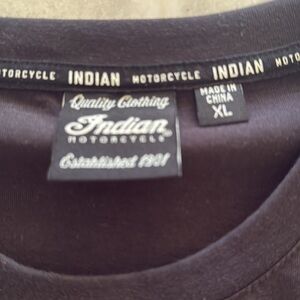 MOTORCYCLE INDIAN MOTORCYCLE INDIAN MOTO
Quality Clothing
Indian
MOTORCYCLE
Established 1901
MADE IN
CHINA
XL